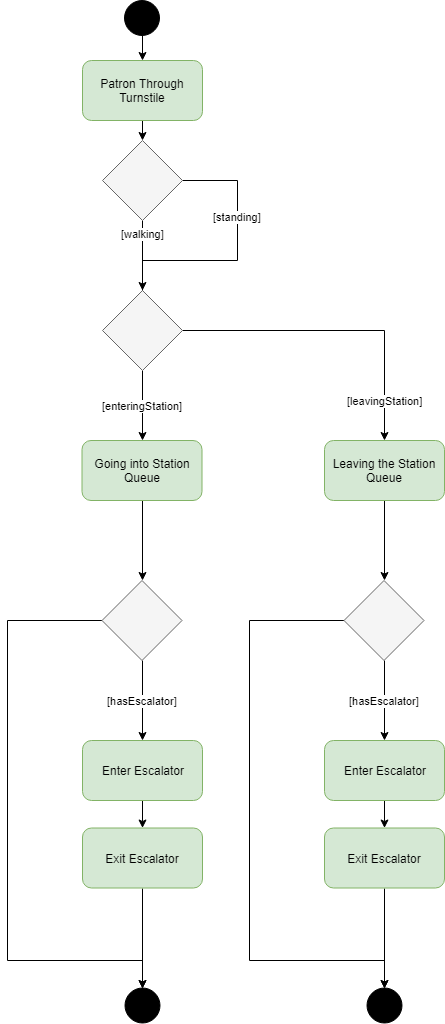 Patron Through
Turnstile
[standing]
[walking]
[leavingStation]
[enteringStation]
Going into Station
Queue
Leaving the Station
Queue
[hasEscalator]
[hasEscalator]
Enter Escalator
Enter Escalator
Exit Escalator
Exit Escalator